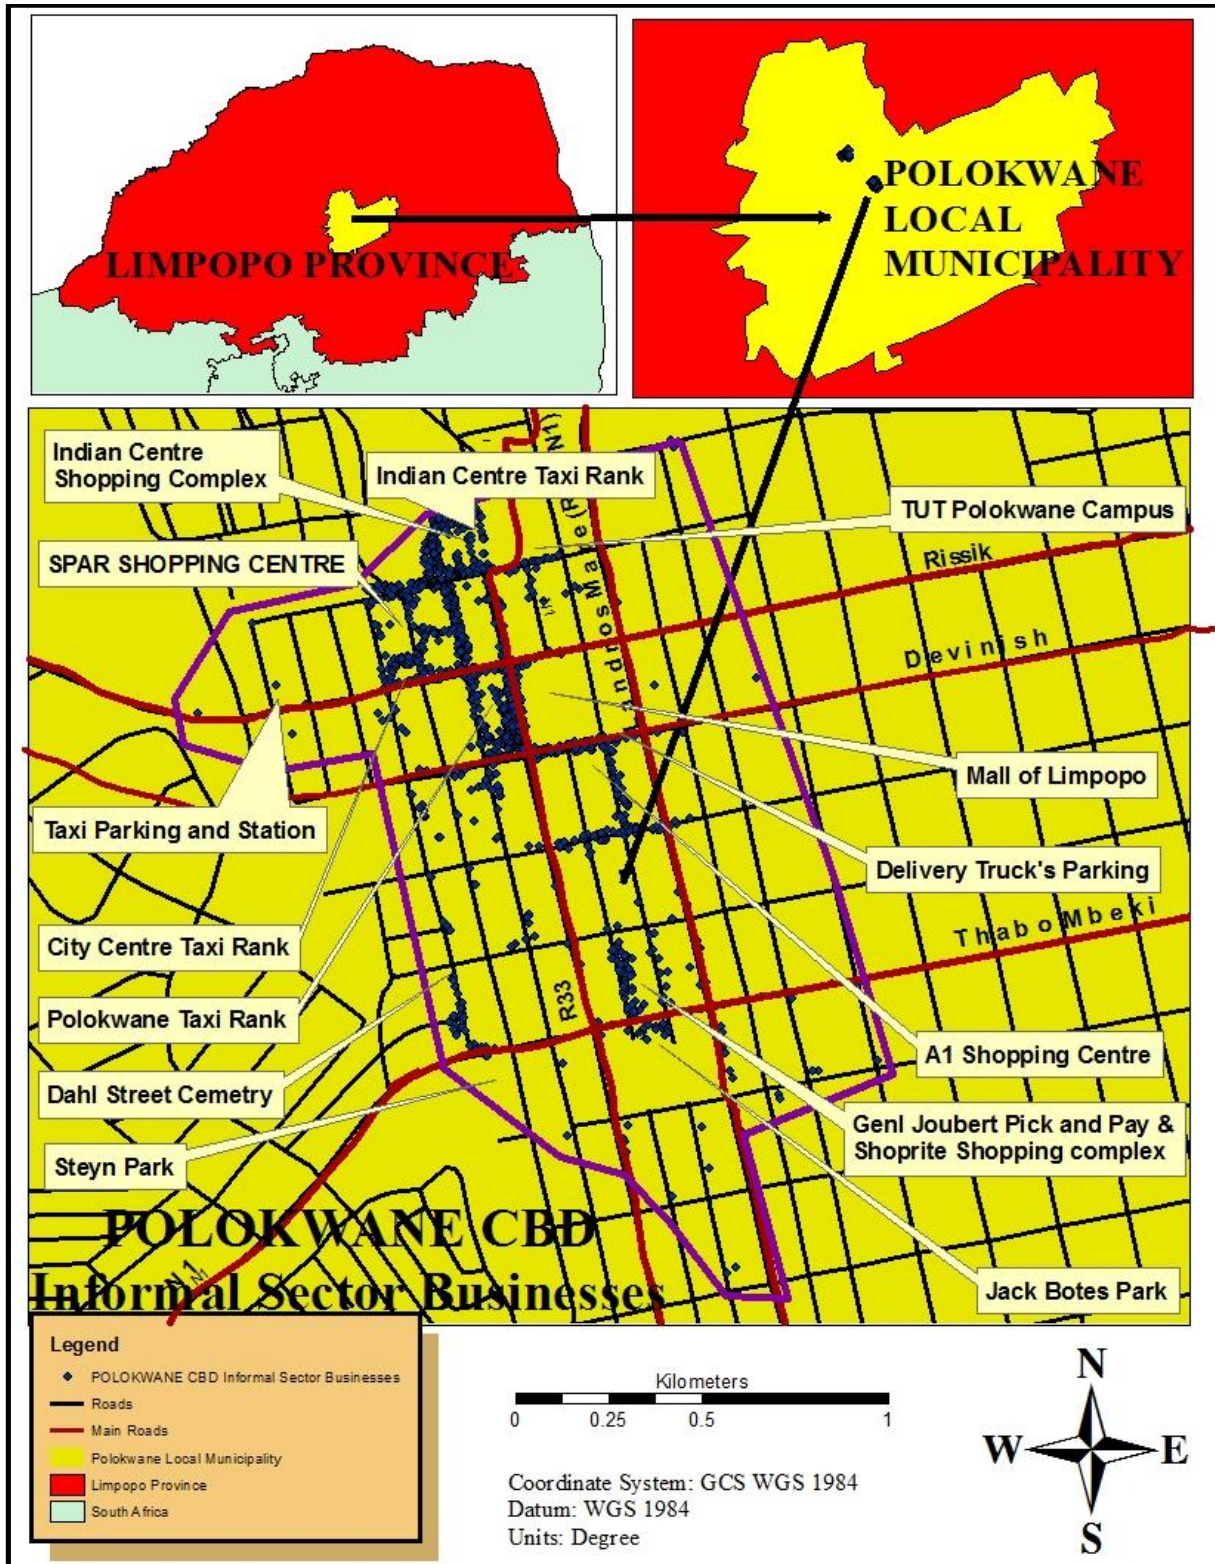 LIMPOPO PROVINCE
POLOKWANE
LOCAL
MUNICIPALITY
Indian Centre
Shopping Complex
Indian Centre Taxi Rank
TUT Polokwane Campus
SPAR SHOPPING CENTRE
Rissik
Devinish
Mall of Limpopo
Taxi Parking and Station
Delivery Truck's Parking
City Centre Taxi Rank
Thabo Mbeki
Polokwane Taxi Rank
R33
A1 Shopping Centre
Dahl Street Cemetry
Genl Joubert Pick and Pay &
Shoprite Shopping complex
Steyn Park
POLOKWANE CBD
N1
N1
Informal Sector Businesses
Jack Botes Park
Legend
POLOKWANE CBD Informal Sector Businesses
Roads
Main Roads
Polokwane Local Municipality
Limpopo Province
South Africa
Kilometers
0 0.25 0.5 1
Coordinate System: GCS WGS 1984
Datum: WGS 1984
Units: Degree
N
W E
S